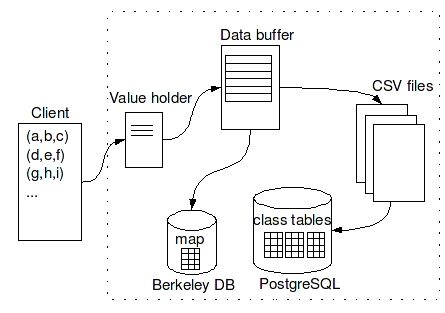 Data buffer
CSV files
Value holder
Client
(a,b,c)
(d,e,f)
(g,h,i)
...
map
class tables
Berkeley DB
PostgreSQL